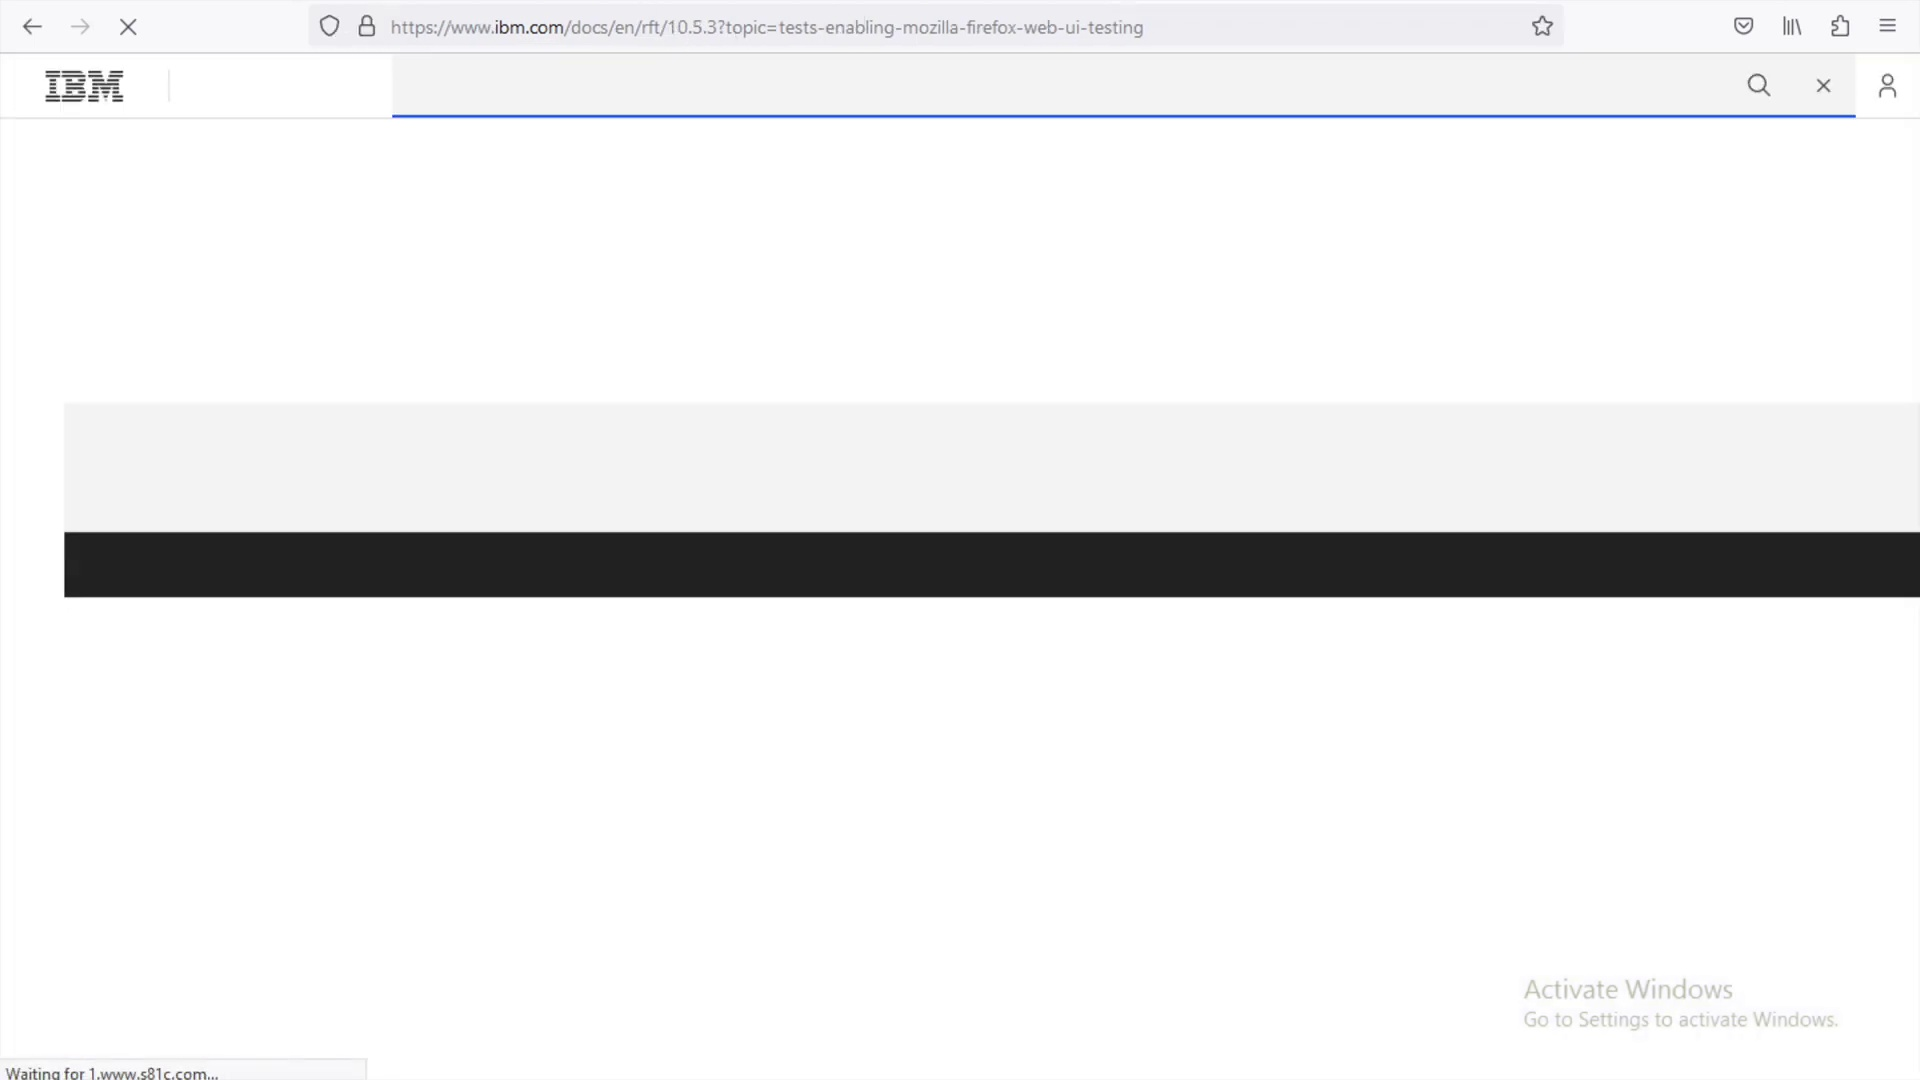 https://www.ibm.com/docs/en/rft/10.5.3?topic=tests-enabling-mozilla-firefox-web-ui-testing
IBM
Activate Windows
Go to Settings to activate Windows.
Waiting for 1.www.s81c.com...